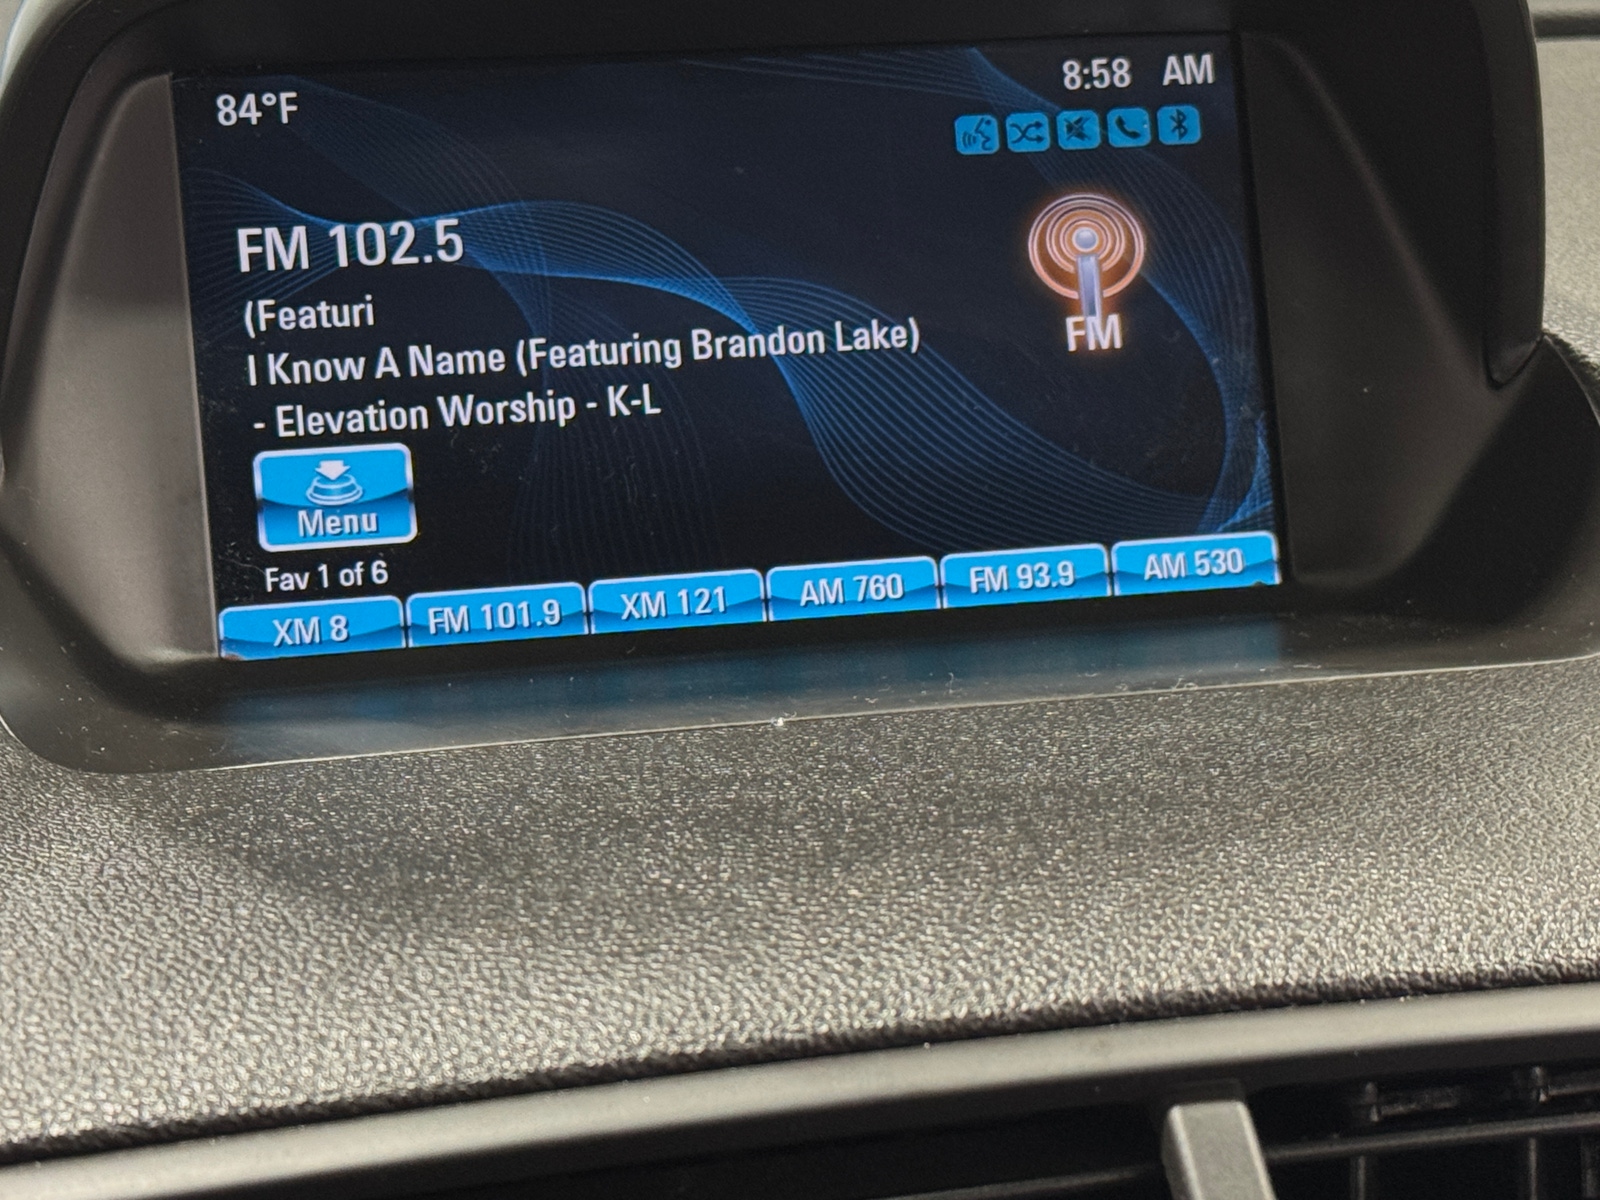 84°F
8:58 AM
FM 102.5
(Featuri
I Know A Name (Featuring Brandon Lake)
- Elevation Worship - K-L
FM
Menu
Fav 1 of 6
XM 8
FM 101.9
XM 121
AM 760
FM 93.9
AM 530